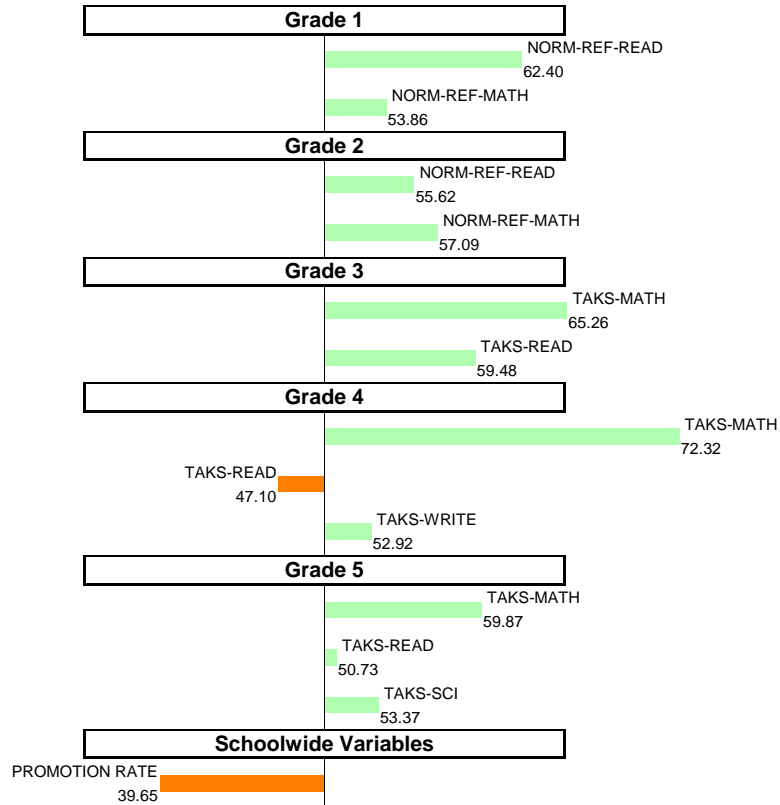 Grade 1
NORM-REF-READ
62.40
NORM-REF-MATH
53.86
Grade 2
NORM-REF-READ
55.62
NORM-REF-MATH
57.09
Grade 3
TAKS-MATH
65.26
TAKS-READ
59.48
Grade 4
TAKS-MATH
72.32
TAKS-READ
47.10
TAKS-WRITE
52.92
Grade 5
TAKS-MATH
59.87
TAKS-READ
50.73
TAKS-SCI
53.37
Schoolwide Variables
PROMOTION RATE
39.65